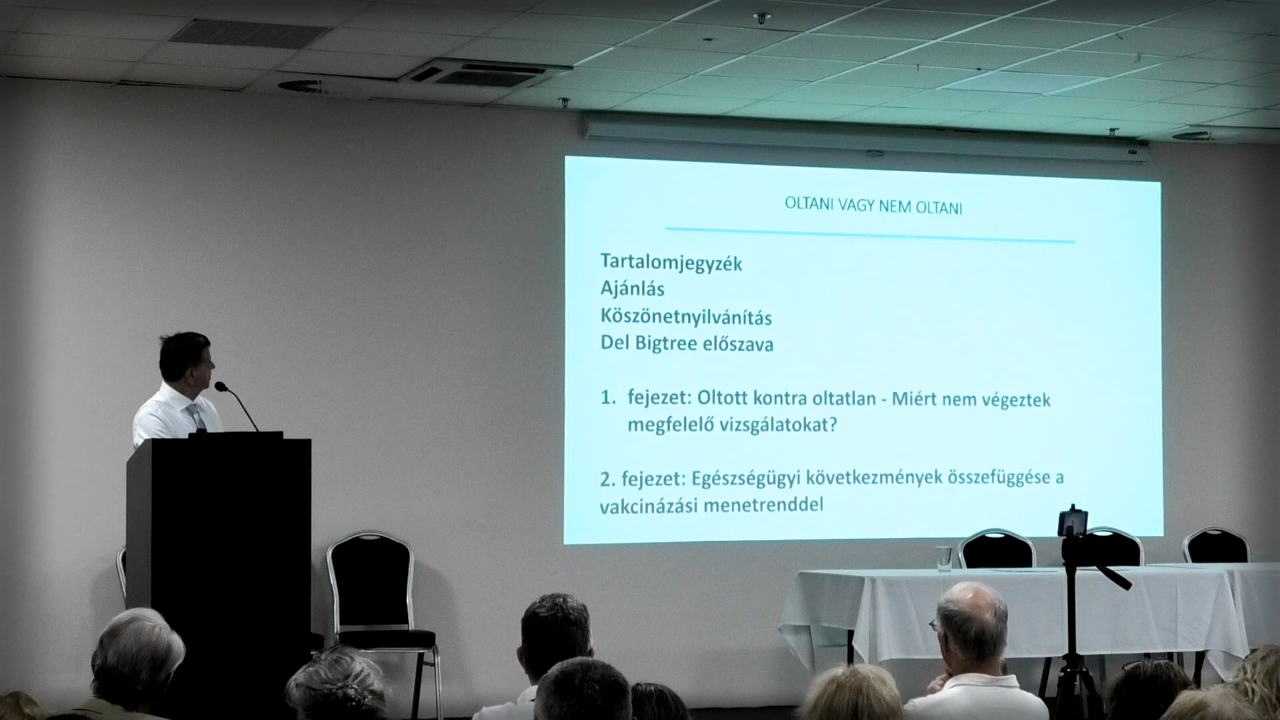 OLTANI VAGY NEM OLTANI
Tartalomjegyzék
Ajánlás
Köszönetnyilvánítás
Del Bigtree előszava
1. fejezet: Oltott kontra oltatlan - Miért nem végeztek
megfelelő vizsgálatokat?
2. fejezet: Egészségügyi következmények összefüggése a
vakcinázási menetrenddel